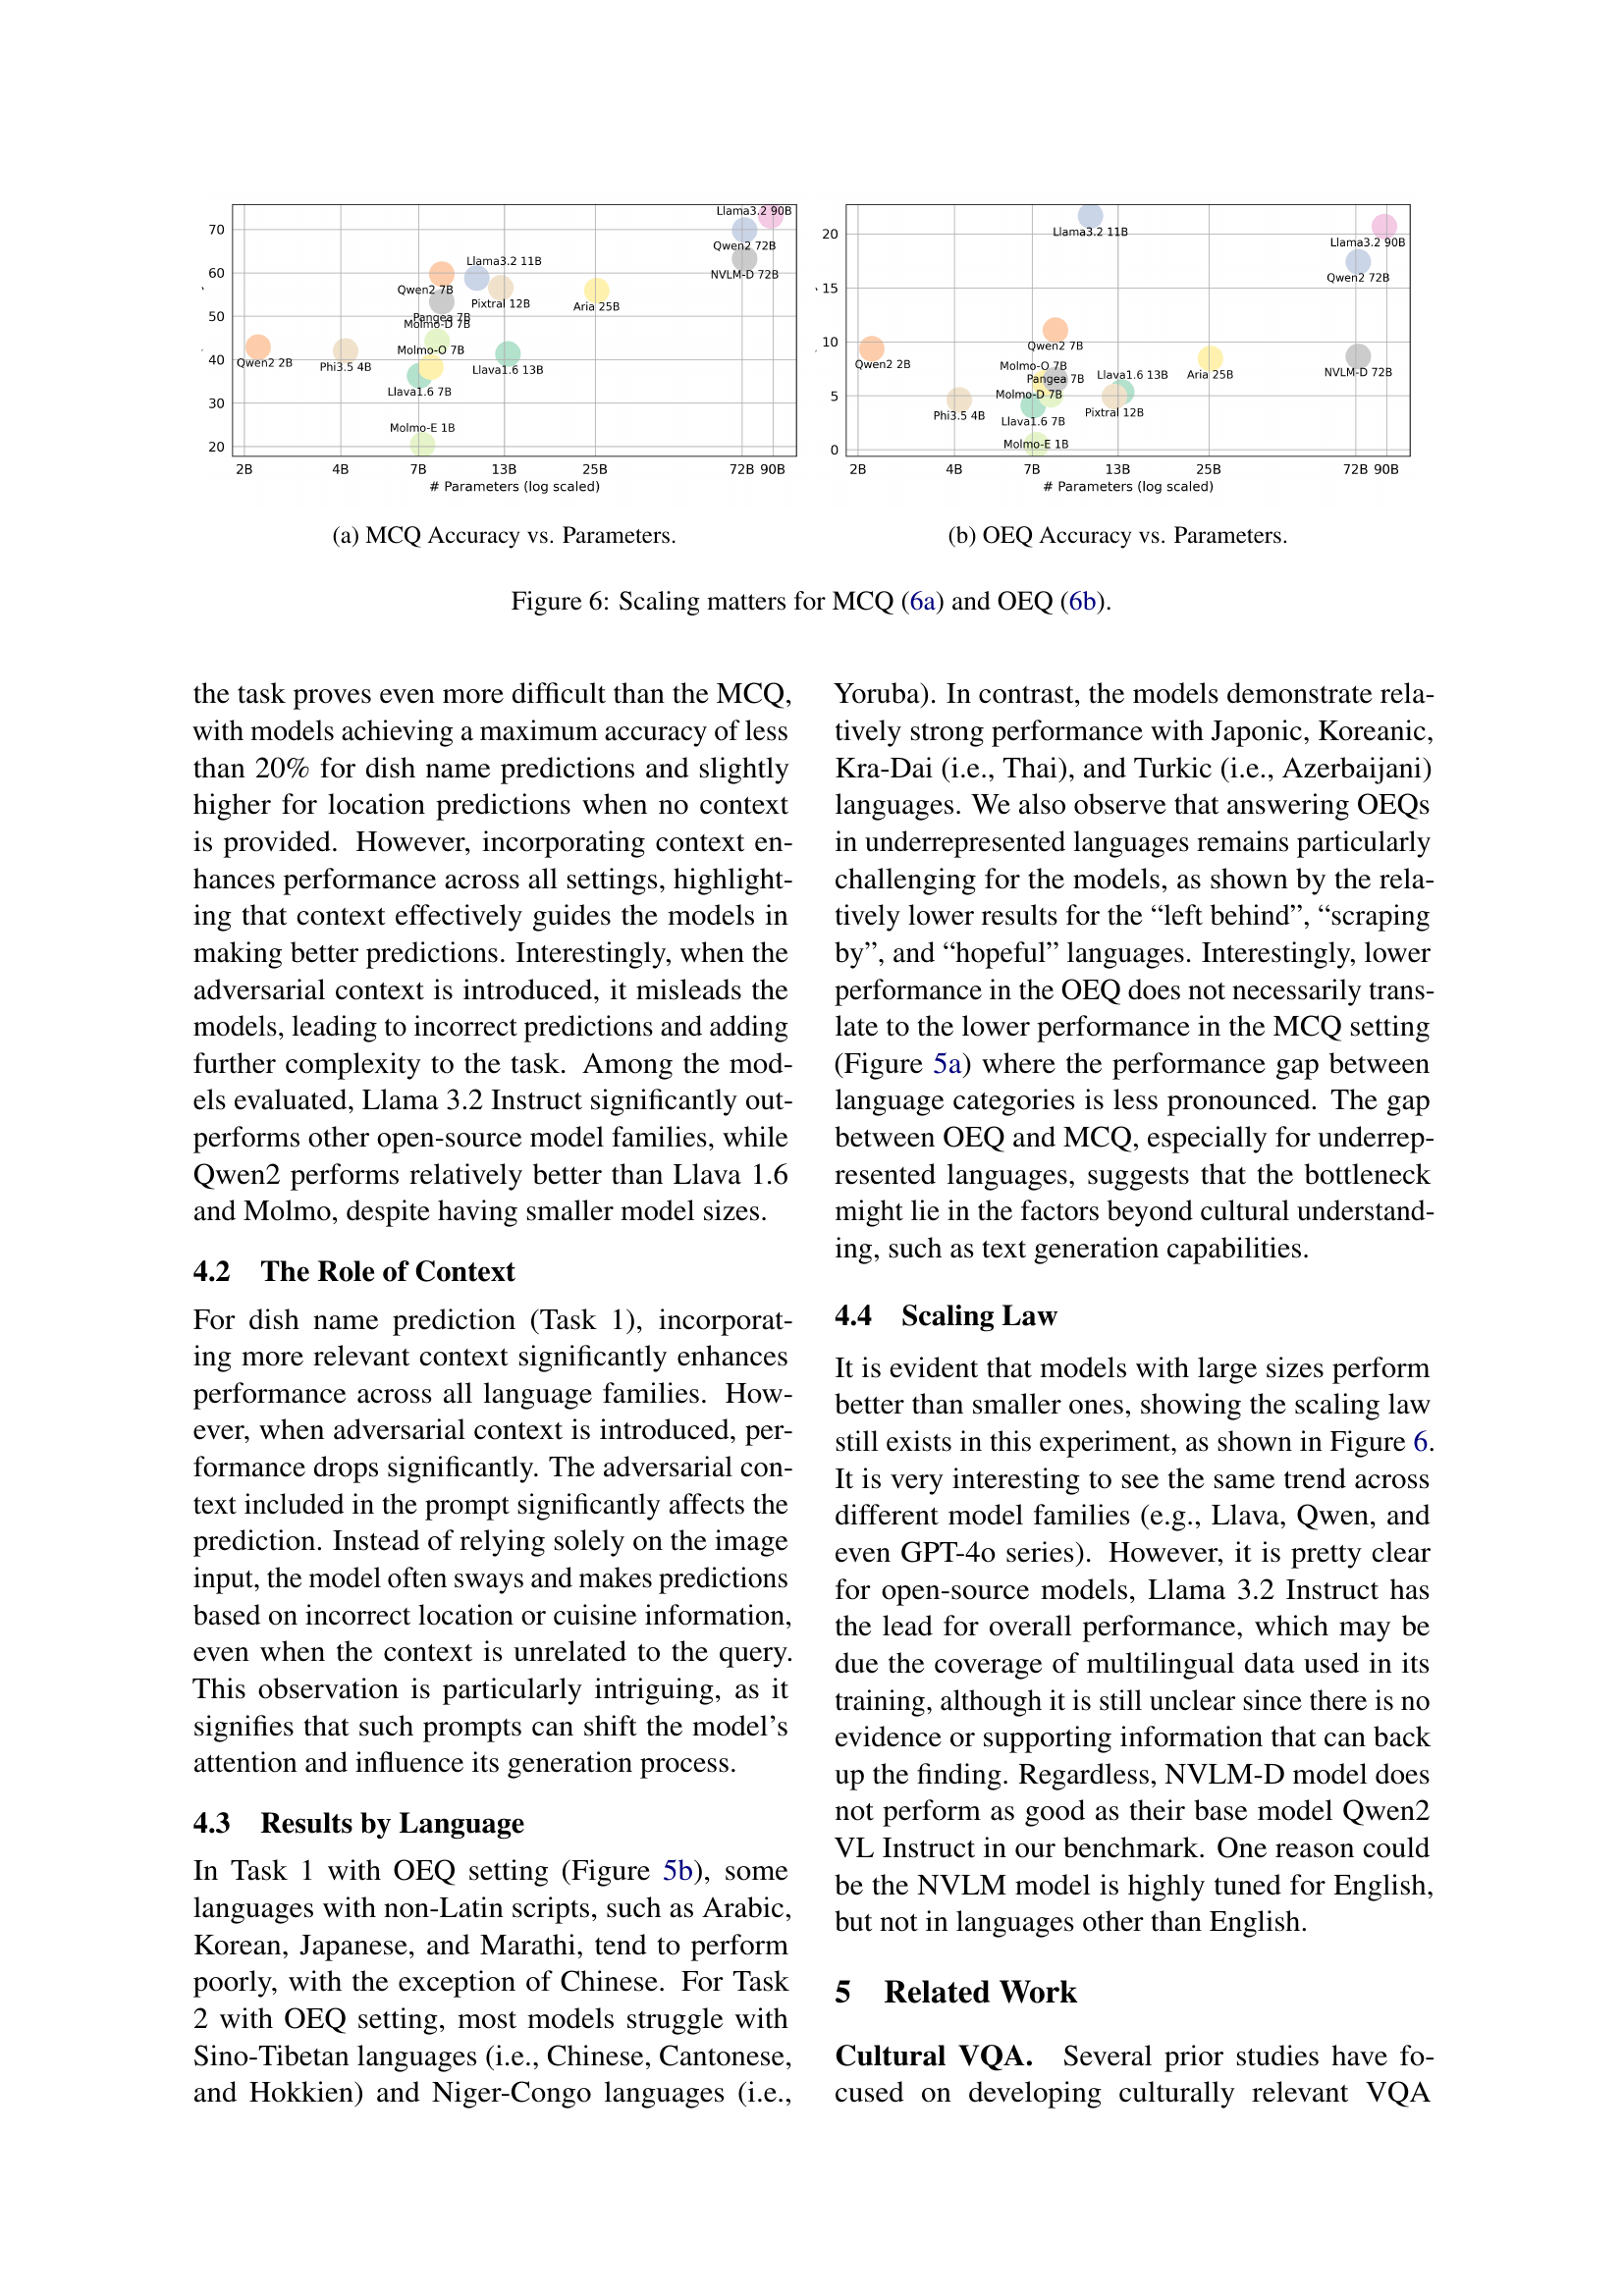 Llama3.2 90B
70
Qwen2 72B
Llama3.2 11B
NVLM-D 72B
60
Qwen2 7B
Pixtral 12B
Aria 25B
50
Pangea 7B
Molmo-D 7B
Molmo-O 7B
40
Qwen2 2B
Phi3.5 4B
Llava1.6 13B
Llava1.6 7B
30
Molmo-E 1B
20
2B 4B 7B 13B 25B 72B 90B
# Parameters (log scaled)
(a) MCQ Accuracy vs. Parameters.
20
Llama3.2 11B
Llama3.2 90B
Qwen2 72B
15
10
Qwen2 7B
Qwen2 2B
Molmo-O 7B
Pangea 7B
Llava1.6 13B
Aria 25B
NVLM-D 72B
5
Molmo-D 7B
Phi3.5 4B
Pixtral 12B
Llava1.6 7B
Molmo-E 1B
0
2B 4B 7B 13B 25B 72B 90B
# Parameters (log scaled)
(b) OEQ Accuracy vs. Parameters.
Figure 6: Scaling matters for MCQ (6a) and OEQ (6b).
the task proves even more difficult than the MCQ,
with models achieving a maximum accuracy of less
than 20% for dish name predictions and slightly
higher for location predictions when no context
is provided. However, incorporating context en-
hances performance across all settings, highlight-
ing that context effectively guides the models in
making better predictions. Interestingly, when the
adversarial context is introduced, it misleads the
models, leading to incorrect predictions and adding
further complexity to the task. Among the mod-
els evaluated, Llama 3.2 Instruct significantly out-
performs other open-source model families, while
Qwen2 performs relatively better than Llava 1.6
and Molmo, despite having smaller model sizes.
4.2 The Role of Context
For dish name prediction (Task 1), incorporat-
ing more relevant context significantly enhances
performance across all language families. How-
ever, when adversarial context is introduced, per-
formance drops significantly. The adversarial con-
text included in the prompt significantly affects the
prediction. Instead of relying solely on the image
input, the model often sways and makes predictions
based on incorrect location or cuisine information,
even when the context is unrelated to the query.
This observation is particularly intriguing, as it
signifies that such prompts can shift the model's
attention and influence its generation process.
4.3 Results by Language
In Task 1 with OEQ setting (Figure 5b), some
languages with non-Latin scripts, such as Arabic,
Korean, Japanese, and Marathi, tend to perform
poorly, with the exception of Chinese. For Task
2 with OEQ setting, most models struggle with
Sino-Tibetan languages (i.e., Chinese, Cantonese,
and Hokkien) and Niger-Congo languages (i.e.,
Yoruba). In contrast, the models demonstrate rela-
tively strong performance with Japonic, Koreanic,
Kra-Dai (i.e., Thai), and Turkic (i.e., Azerbaijani)
languages. We also observe that answering OEQs
in underrepresented languages remains particularly
challenging for the models, as shown by the rela-
tively lower results for the “left behind”, “scraping
by”, and “hopeful” languages. Interestingly, lower
performance in the OEQ does not necessarily trans-
late to the lower performance in the MCQ setting
(Figure 5a) where the performance gap between
language categories is less pronounced. The gap
between OEQ and MCQ, especially for underrep-
resented languages, suggests that the bottleneck
might lie in the factors beyond cultural understand-
ing, such as text generation capabilities.
4.4 Scaling Law
It is evident that models with large sizes perform
better than smaller ones, showing the scaling law
still exists in this experiment, as shown in Figure 6.
It is very interesting to see the same trend across
different model families (e.g., Llava, Qwen, and
even GPT-4o series). However, it is pretty clear
for open-source models, Llama 3.2 Instruct has
the lead for overall performance, which may be
due the coverage of multilingual data used in its
training, although it is still unclear since there is no
evidence or supporting information that can back
up the finding. Regardless, NVLM-D model does
not perform as good as their base model Qwen2
VL Instruct in our benchmark. One reason could
be the NVLM model is highly tuned for English,
but not in languages other than English.
5 Related Work
Cultural VQA. Several prior studies have fo-
cused on developing culturally relevant VQA